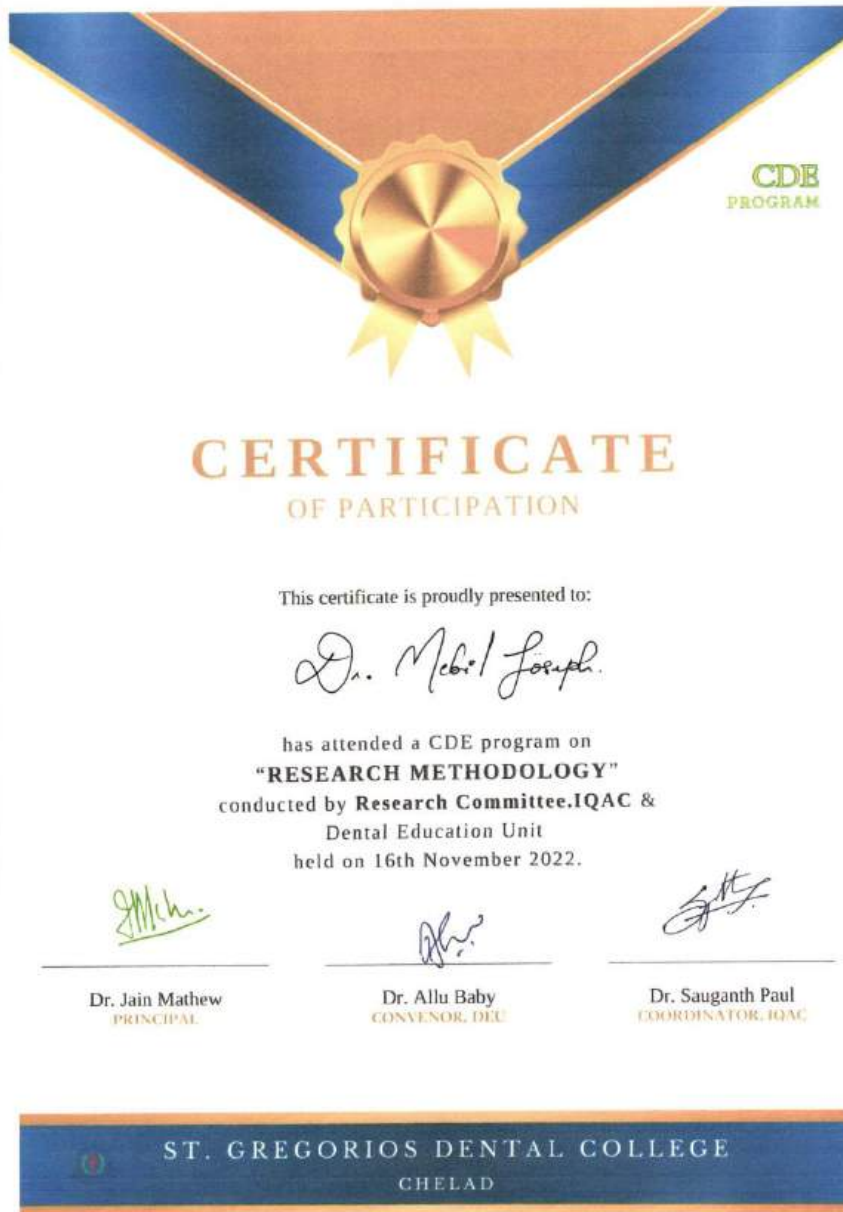 CDE
PROGRAM
CERTIFICATE
OF PARTICIPATION
This certificate is proudly presented to:
Dr. Mebil Joseph.
has attended a CDE program on
“RESEARCH METHODOLOGY”
conducted by Research Committee.IQAC &
Dental Education Unit
held on 16th November 2022.
Dr. Jain Mathew
PRINCIPAL
Dr. Allu Baby
CONVENOR, DEU
Dr. Sauganth Paul
COORDINATOR, IQAC
ST. GREGORIOS DENTAL COLLEGE
CHELAD